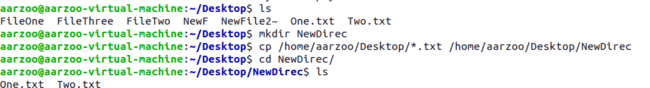 aarzoo@aarzoo-virtual-machine:~/Desktop$ ls
FileOne  FileThree  FileTwo  NewF  NewFile2~  One.txt  Two.txt
aarzoo@aarzoo-virtual-machine:~/Desktop$ mkdir NewDirec
aarzoo@aarzoo-virtual-machine:~/Desktop$ cp /home/aarzoo/Desktop/*.txt /home/aarzoo/Desktop/NewDirec
aarzoo@aarzoo-virtual-machine:~/Desktop$ cd NewDirec/
aarzoo@aarzoo-virtual-machine:~/Desktop/NewDirec$ ls
One.txt  Two.txt